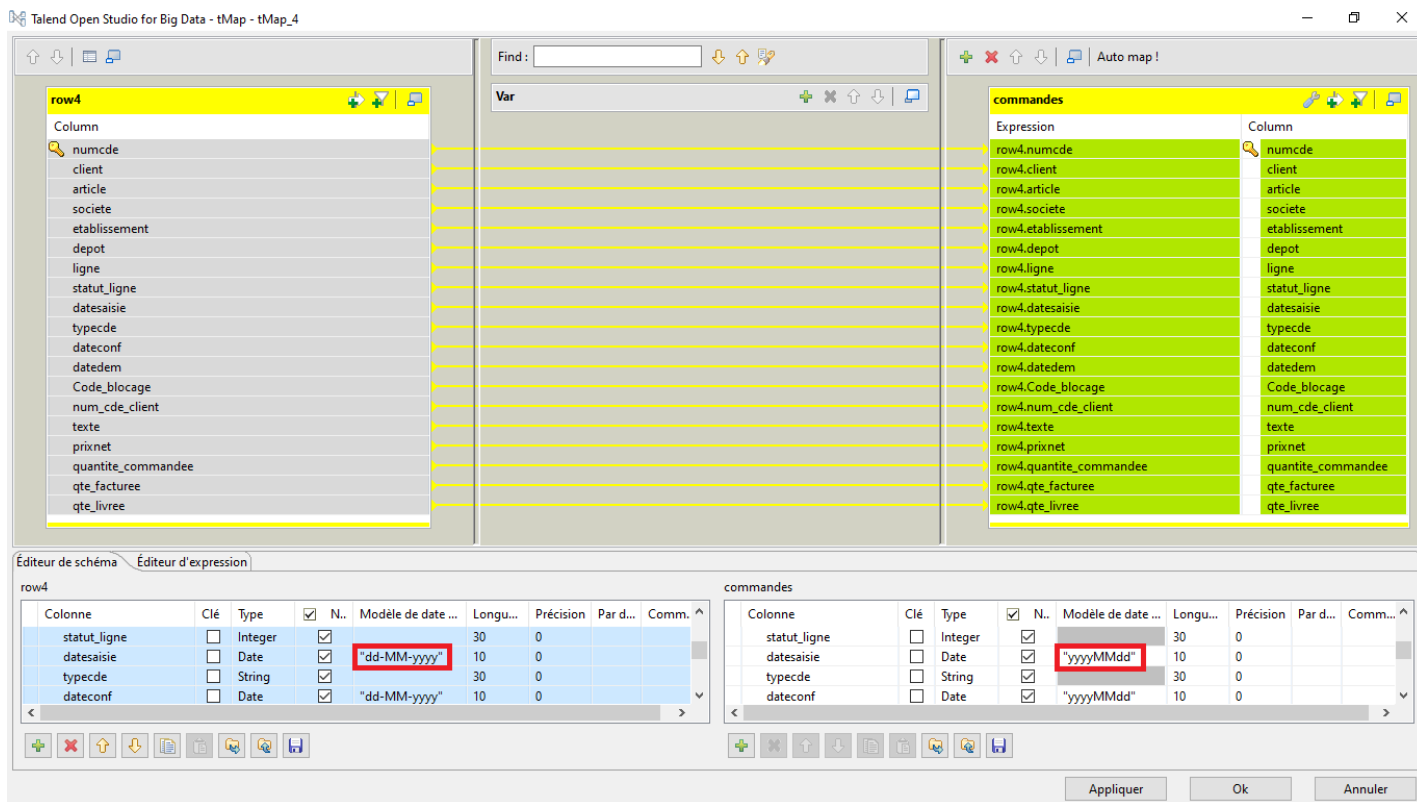 Talend Open Studio for Big Data - tMap - tMap_4
Find :
Auto map !
row4
Var
commandes
Column
Expression Column
numcde row4.numcde numcde
client row4.client client
article row4.article article
societe row4.societe societe
etablissement row4.etablissement etablissement
depot row4.depot depot
ligne row4.ligne ligne
statut_ligne row4.statut_ligne statut_ligne
datesaisie row4.datesaisie datesaisie
typecde row4.typecde typecde
dateconf row4.dateconf dateconf
datedem row4.datedem datedem
Code_blocage row4.Code_blocage Code_blocage
num_cde_client row4.num_cde_client num_cde_client
texte row4.texte texte
prixnet row4.prixnet prixnet
quantite_commandee row4.quantite_commandee quantite_commandee
qte_facturee row4.qte_facturee qte_facturee
qte_livree row4.qte_livree qte_livree
Éditeur de schéma Éditeur d'expression
row4
Colonne Clé Type N.. Modèle de date ... Longu... Précision Par d... Comm.
statut_ligne Integer 30 0
datesaisie Date "dd-MM-yyyy" 10 0
typecde String 30 0
dateconf Date "dd-MM-yyyy" 10 0
commandes
Colonne Clé Type N.. Modèle de date ... Longu... Précision Par d... Comm...
statut_ligne Integer 30 0
datesaisie Date "yyyyMMdd" 10 0
typecde String 30 0
dateconf Date "yyyyMMdd" 10 0
Appliquer Ok Annuler